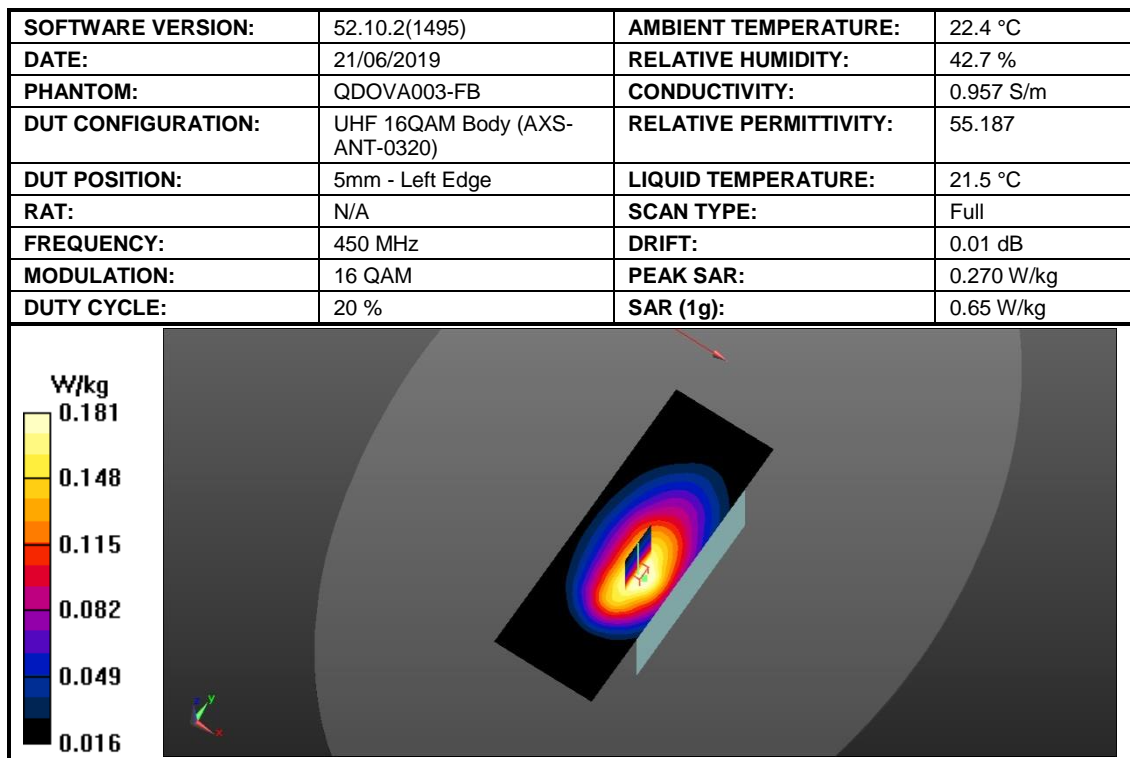 SOFTWARE VERSION: 52.10.2(1495) AMBIENT TEMPERATURE: 22.4 °C
DATE: 21/06/2019 RELATIVE HUMIDITY: 42.7 %
PHANTOM: QDOVA003-FB CONDUCTIVITY: 0.957 S/m
DUT CONFIGURATION: UHF 16QAM Body (AXS- RELATIVE PERMITTIVITY: 55.187
ANT-0320)
DUT POSITION: 5mm - Left Edge LIQUID TEMPERATURE: 21.5 °C
RAT: N/A SCAN TYPE: Full
FREQUENCY: 450 MHz DRIFT: 0.01 dB
MODULATION: 16 QAM PEAK SAR: 0.270 W/kg
DUTY CYCLE: 20 % SAR (1g): 0.65 W/kg
W/kg
0.181
0.148
0.115
0.082
0.049
0.016
z y
x